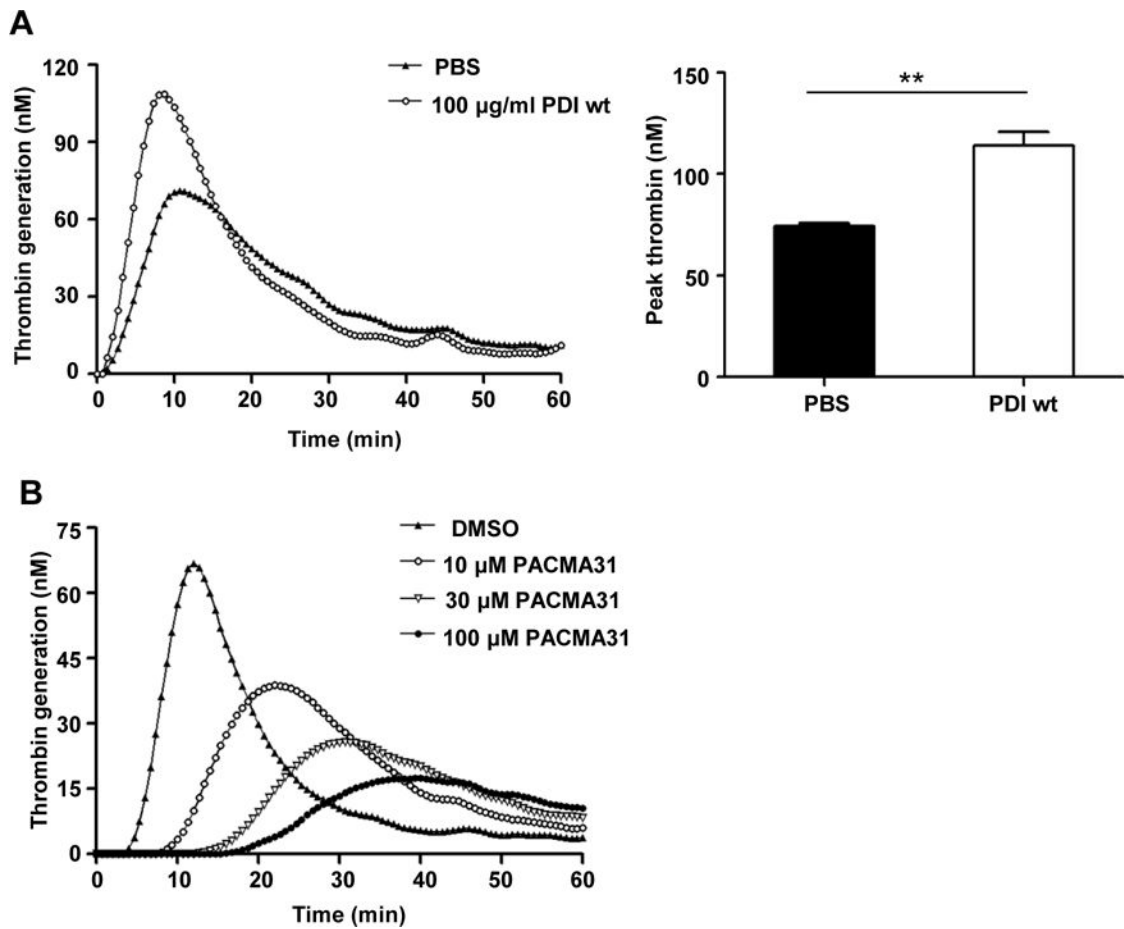 A
Thrombin generation (nM)
120
90
60
30
0
0 10 20 30 40 50 60
Time (min)
PBS
100 µg/ml PDI wt
Peak thrombin (nM)
150
100
50
0
**
PBS PDI wt
B
Thrombin generation (nM)
75
60
45
30
15
0
0 10 20 30 40 50 60
Time (min)
DMSO
10 µM PACMA31
30 µM PACMA31
100 µM PACMA31